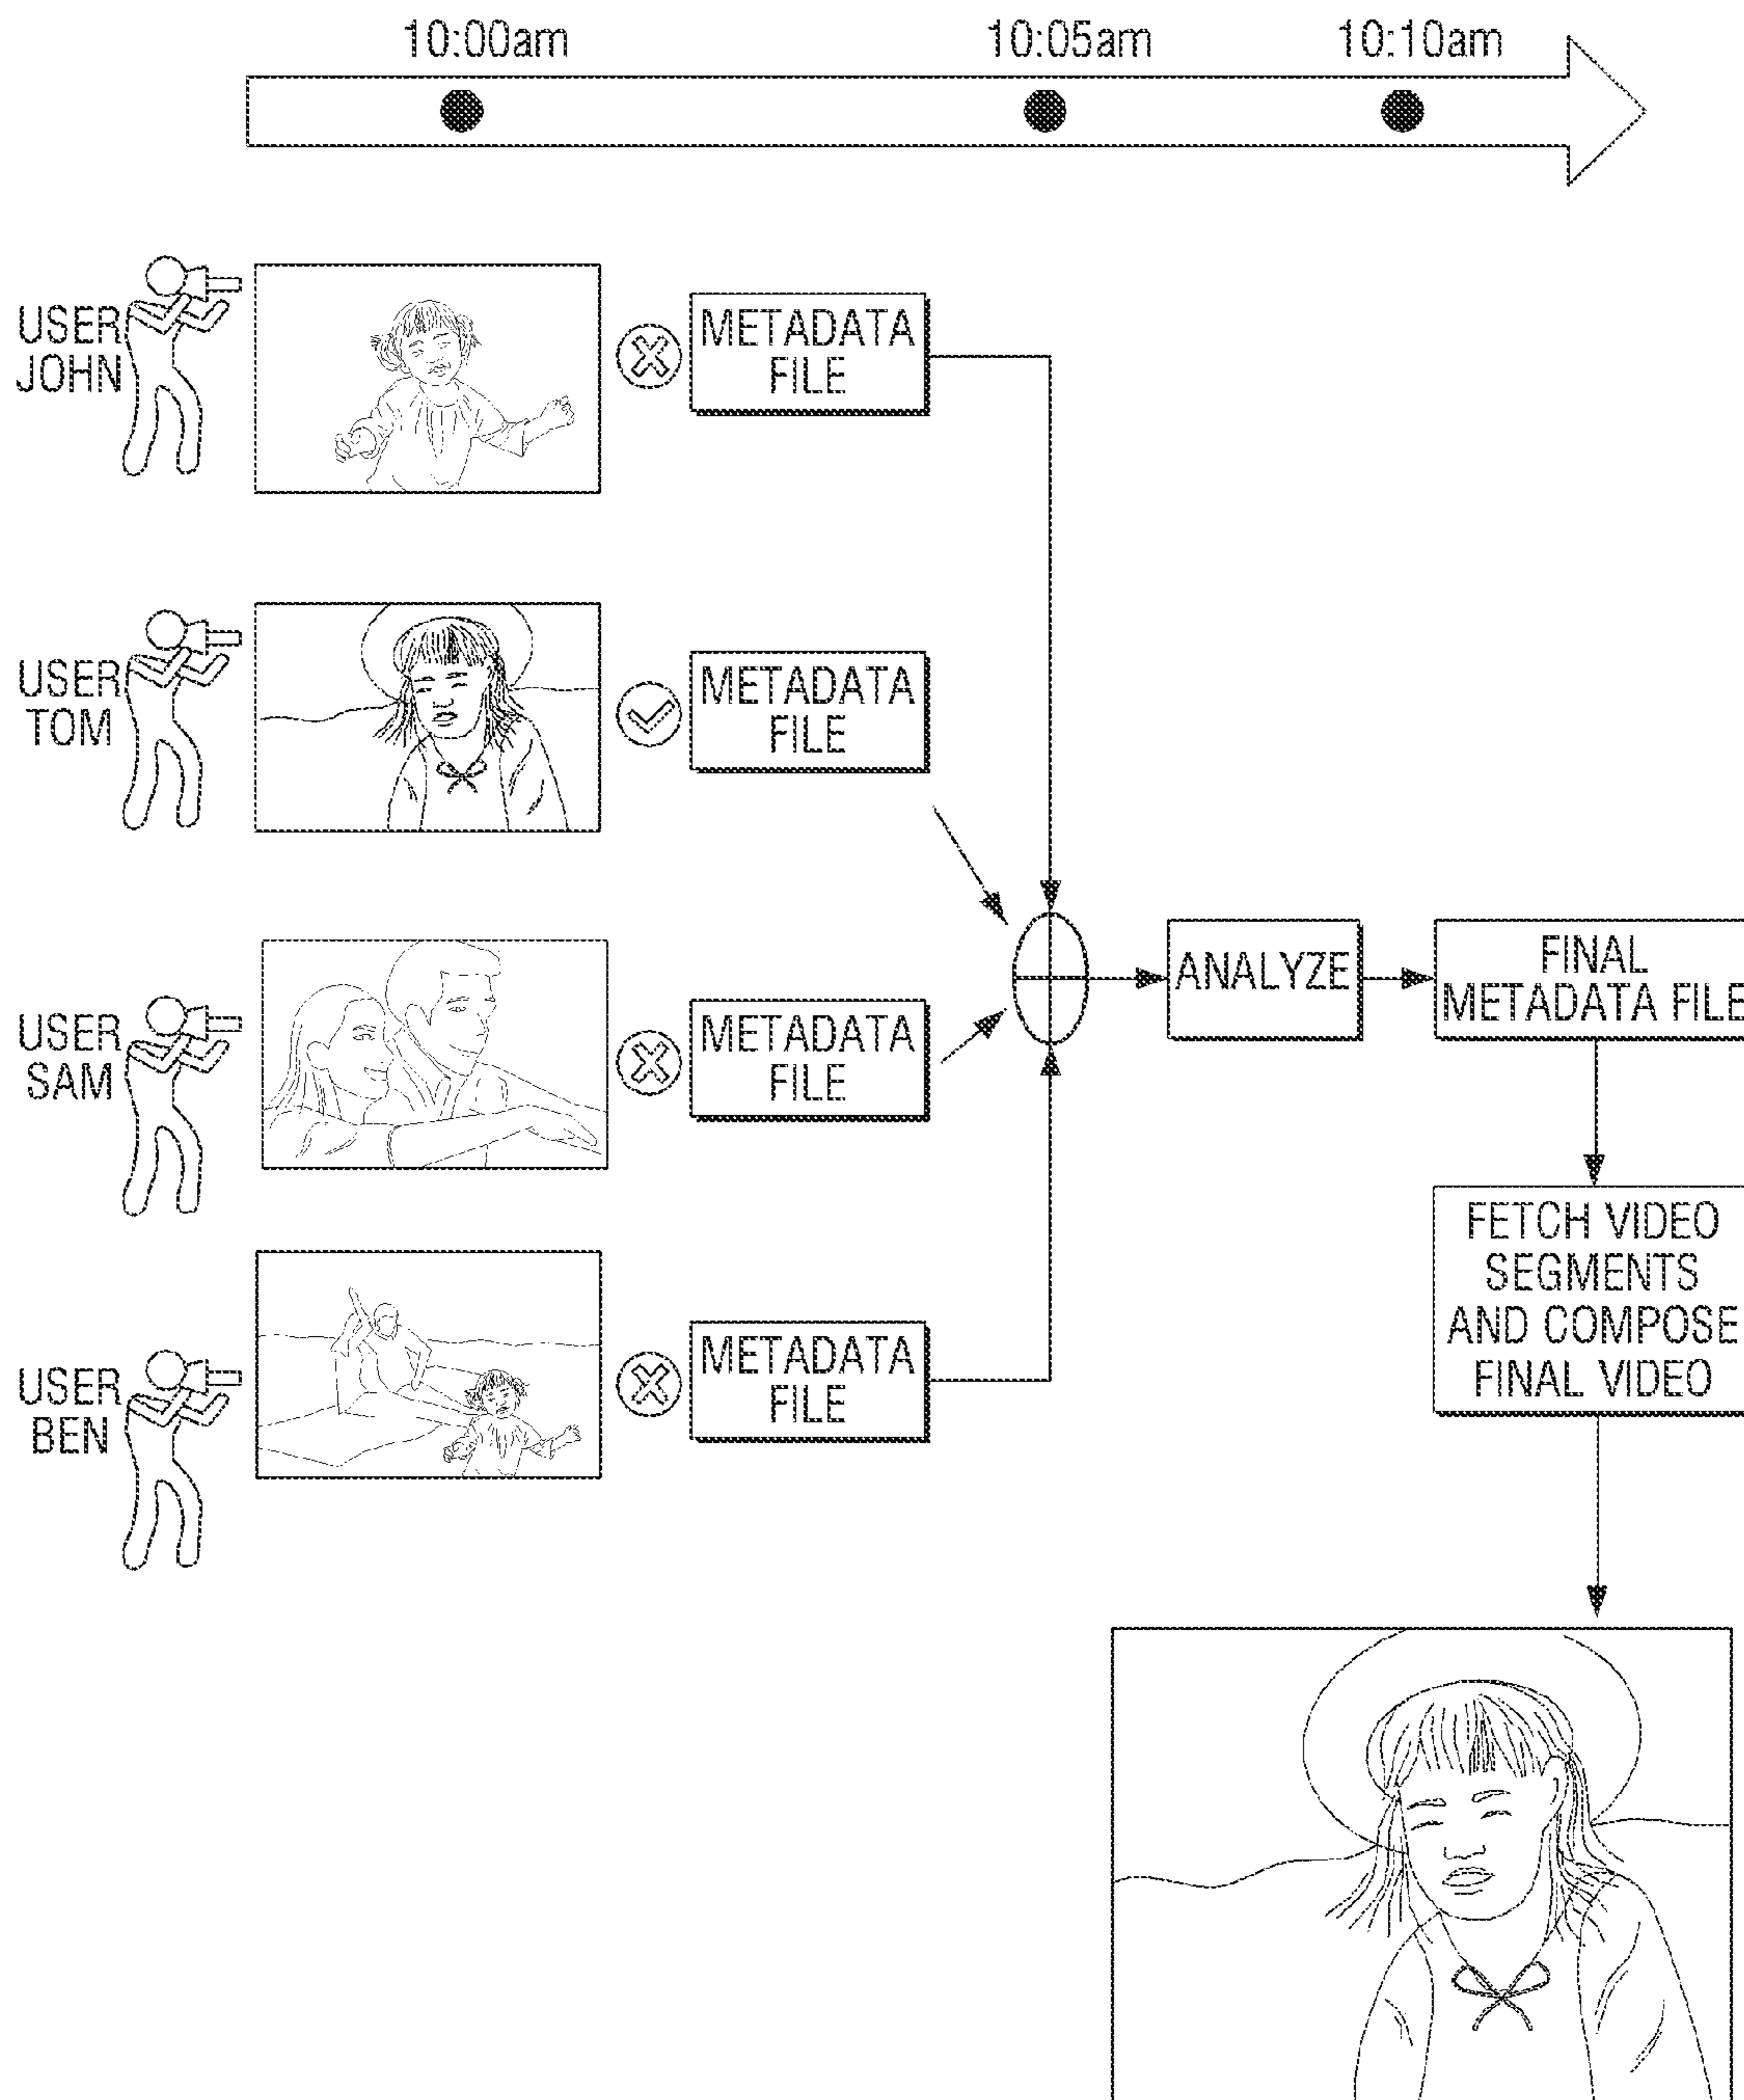 10:00am 10:05am 10:10am
USER
JOHN
METADATA
FILE
USER
TOM
METADATA
FILE
USER
SAM
METADATA
FILE
ANALYZE
FINAL
METADATA FILE
FETCH VIDEO
SEGMENTS
AND COMPOSE
FINAL VIDEO
USER
BEN
METADATA
FILE